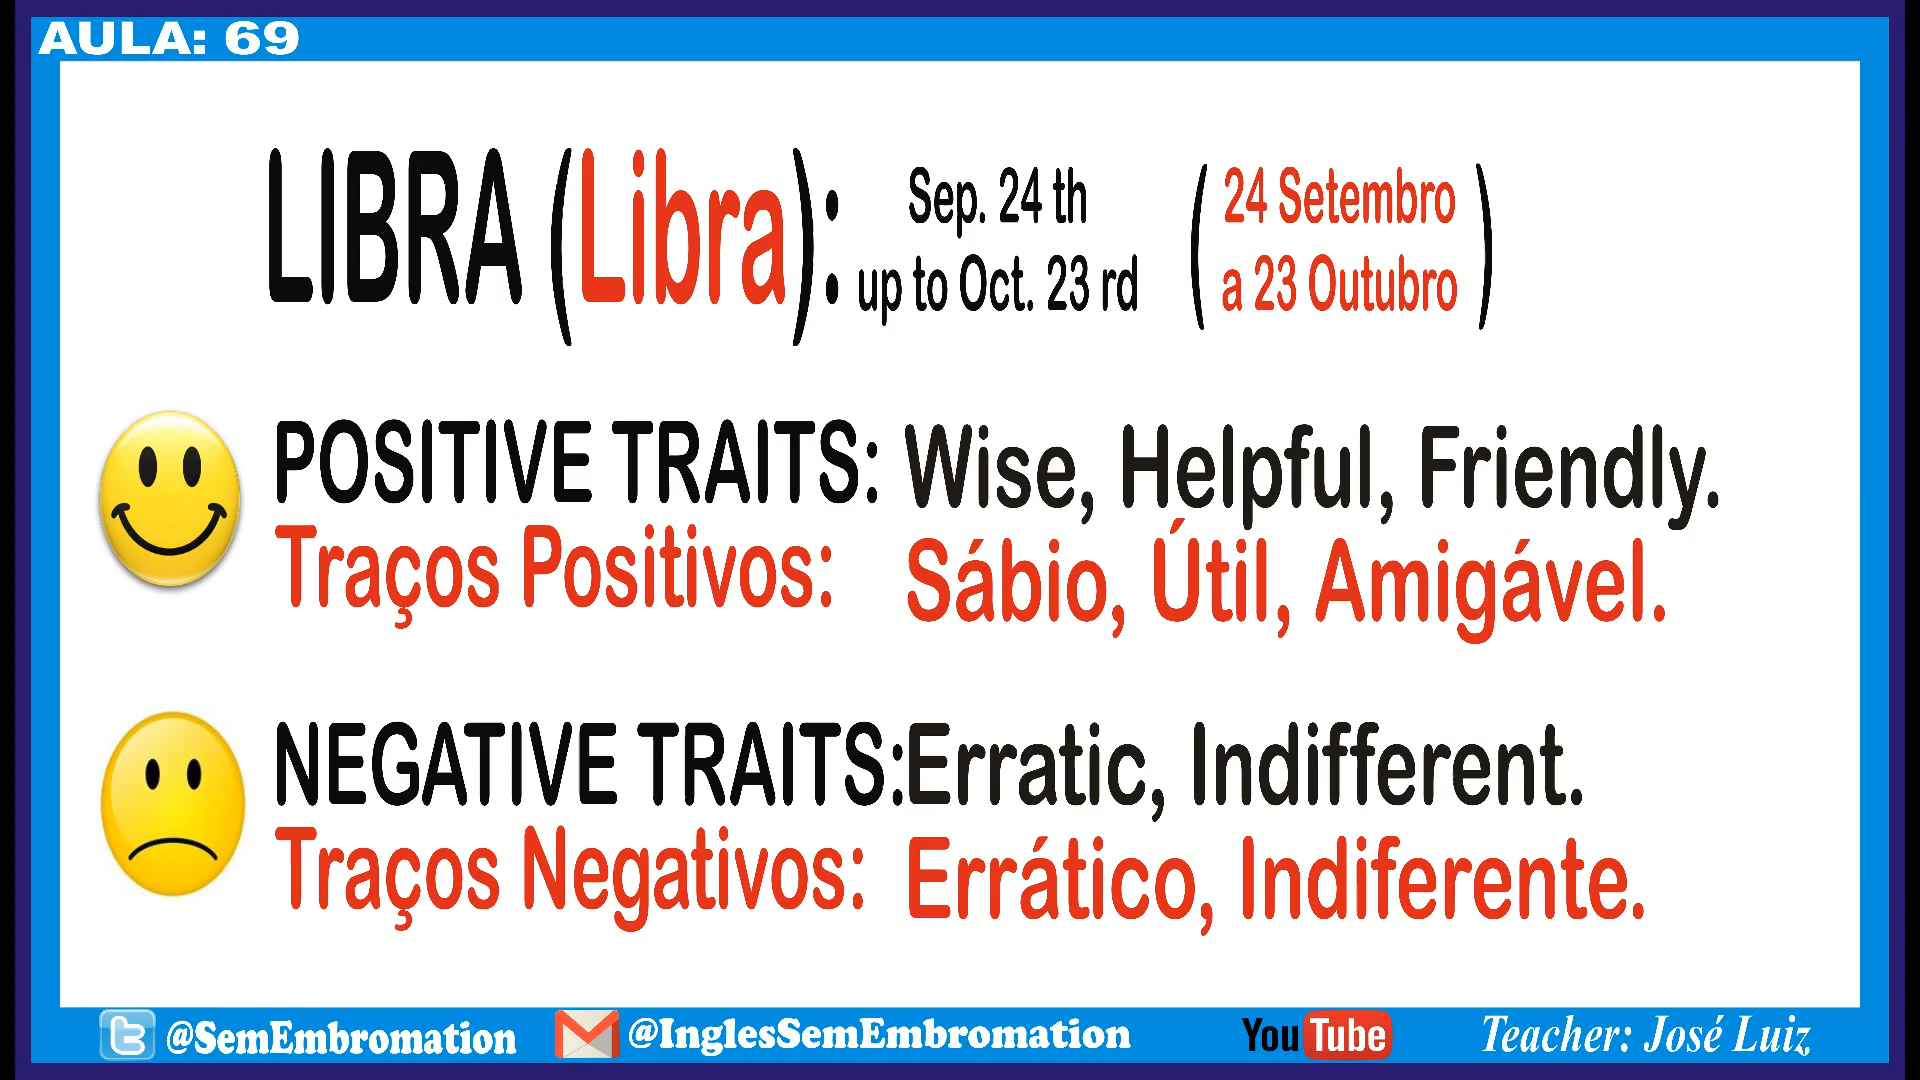 AULA: 69
LIBRA (Libra): Sep. 24 th up to Oct. 23 rd ( 24 Setembro a 23 Outubro )
POSITIVE TRAITS: Wise, Helpful, Friendly.
Traços Positivos: Sábio, Útil, Amigável.
NEGATIVE TRAITS: Erratic, Indifferent.
Traços Negativos: Errático, Indiferente.
@SemEmbromation @InglesSemEmbromation YouTube Teacher: José Luiz